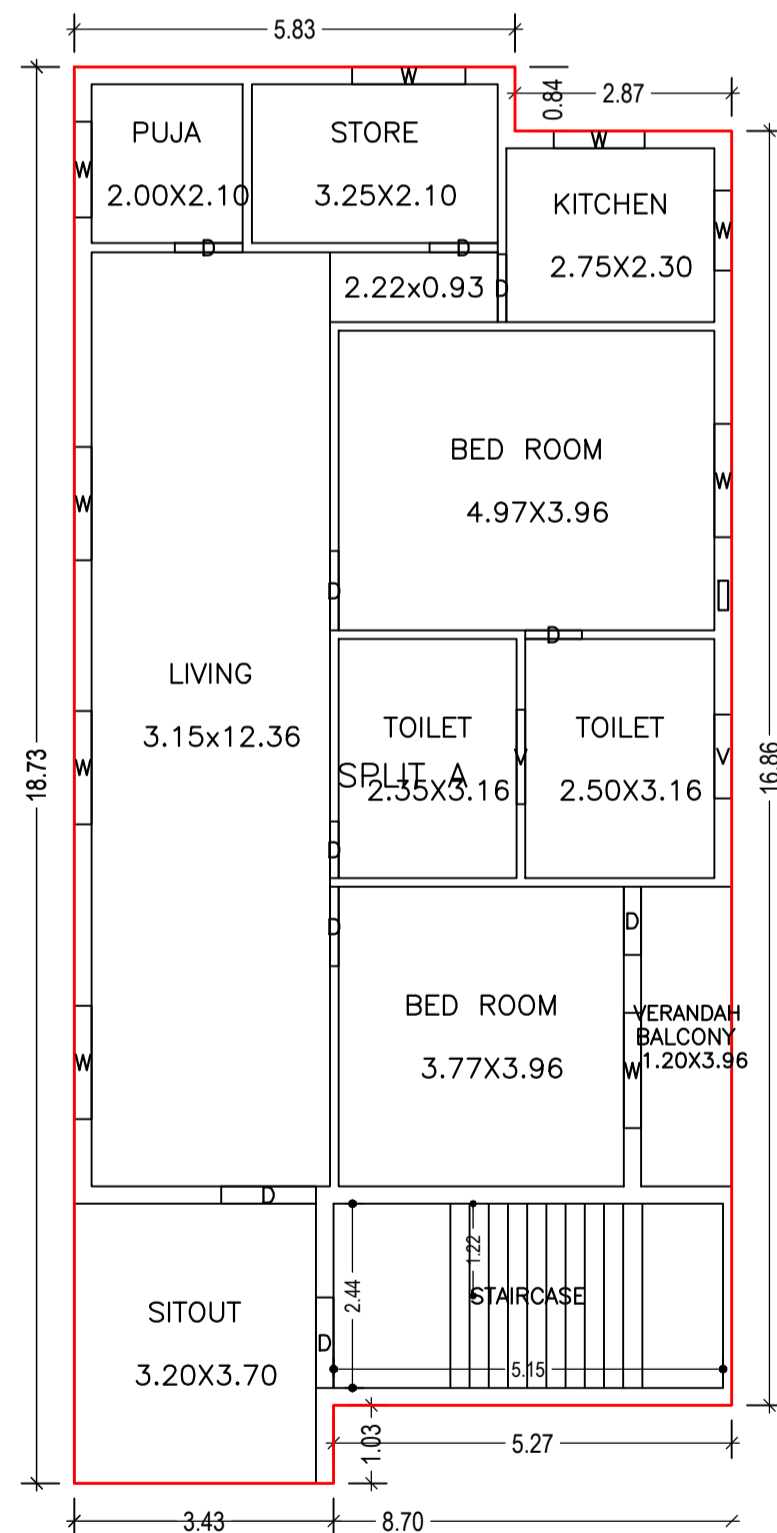 5.83
W
0.84
2.87
PUJA
STORE
W
W
2.00X2.10
3.25X2.10
KITCHEN
W
D
D
2.75X2.30
2.22x0.93
D
BED ROOM
W
W
4.97X3.96
D
D
LIVING
3.15x12.36
TOILET
TOILET
W
V
V
SPLIT A
2.35X3.16
2.50X3.16
18.73
16.86
D
D
D
BED ROOM
VERANDAH
BALCONY
1.20X3.96
W
3.77X3.96
W
D
1.22
2.44
STAIRCASE
SITOUT
D
5.15
3.20X3.70
1.03
5.27
3.43
8.70